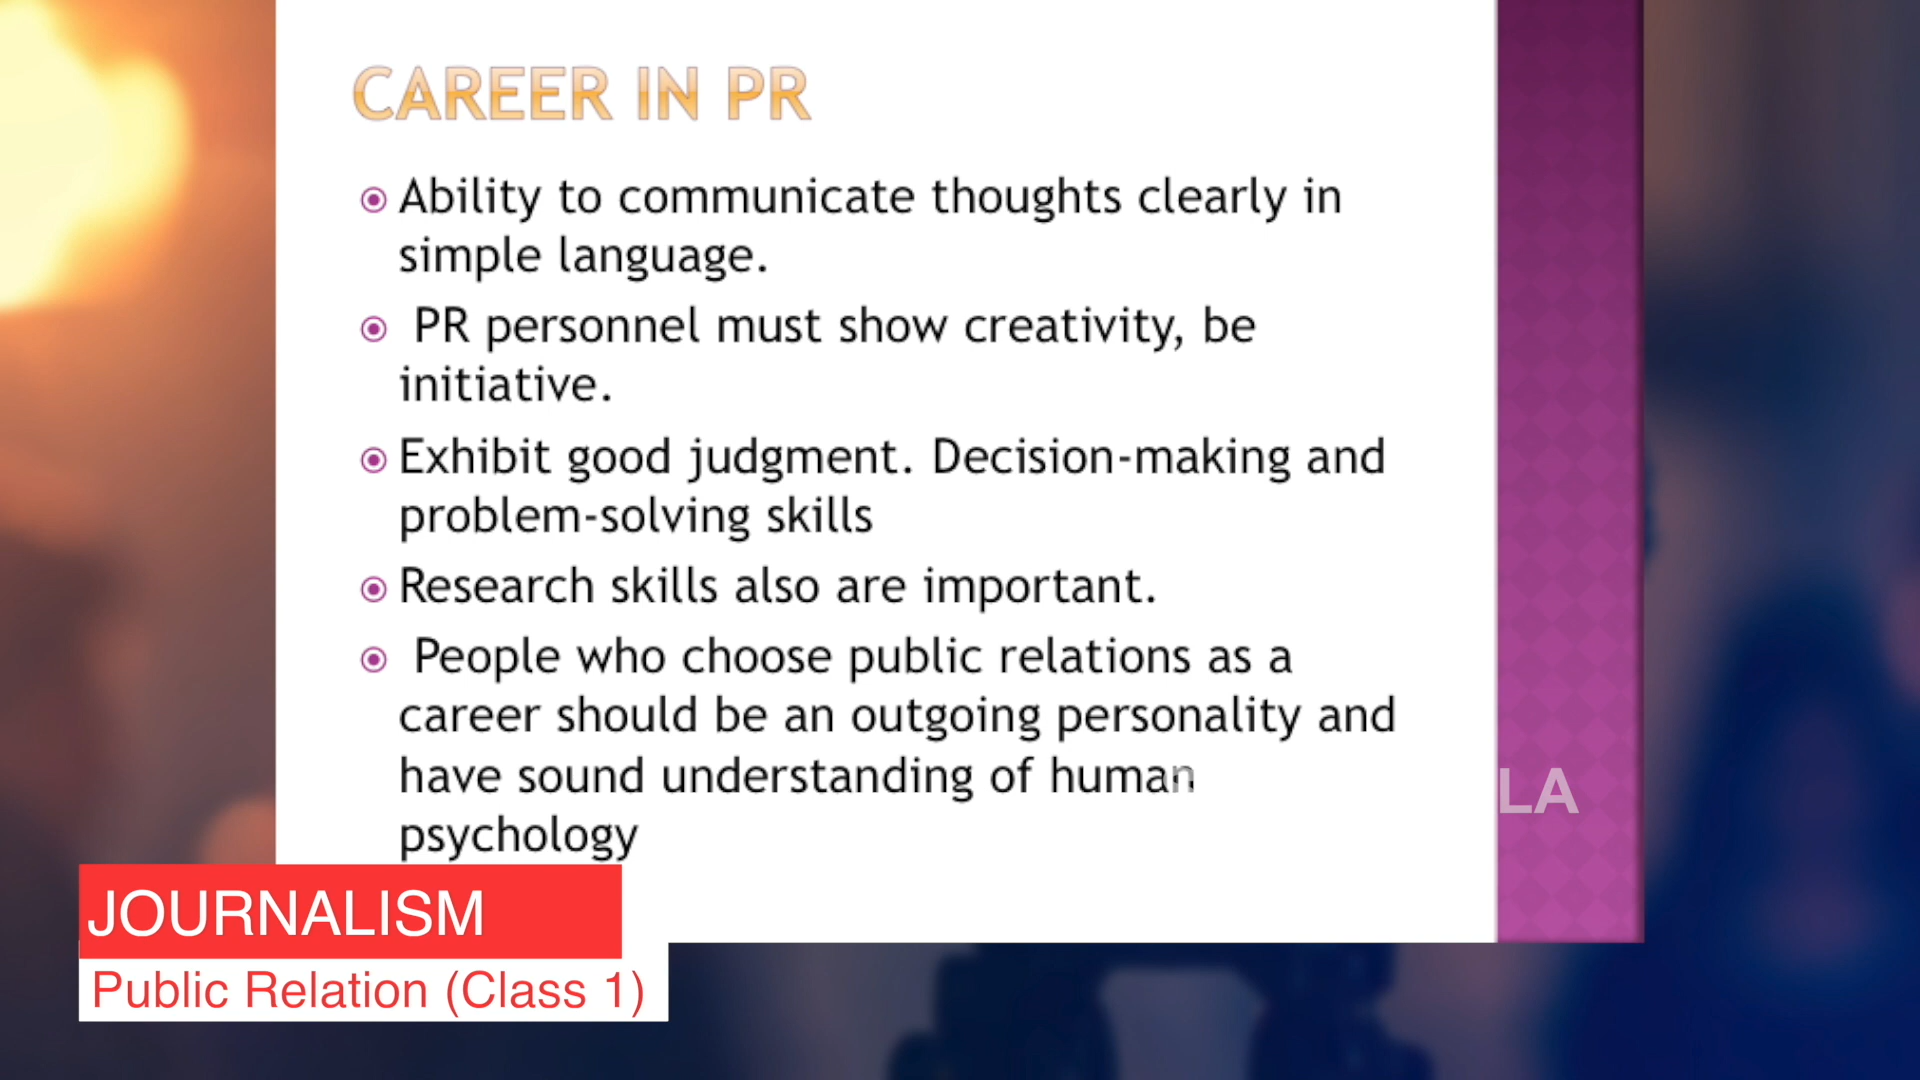 CAREER IN PR
Ability to communicate thoughts clearly in
simple language.
PR personnel must show creativity, be
initiative.
Exhibit good judgment. Decision-making and
problem-solving skills
Research skills also are important.
People who choose public relations as a
career should be an outgoing personality and
have sound understanding of human
psychology
LA
JOURNALISM
Public Relation (Class 1)